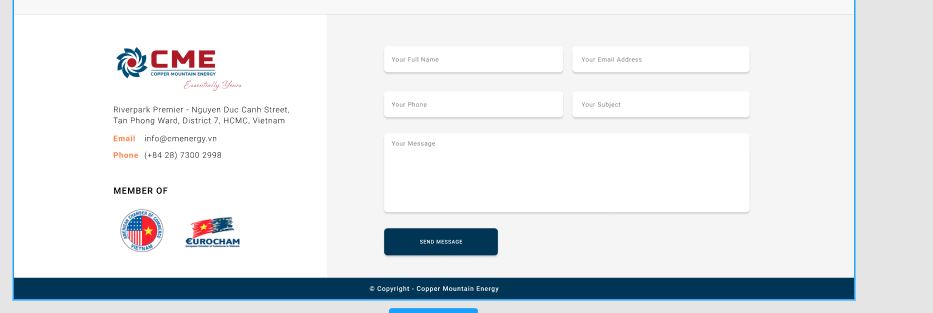 CME
COPPER MOUNTAIN ENERGY
Essentially Yours
Riverpark Premier - Nguyen Duc Canh Street,
Tan Phong Ward, District 7, HCMC, Vietnam
Email info@cmenergy.vn
Phone (+84 28) 7300 2998
MEMBER OF
AMERICAN CHAMBER OF COMMERCE
VIETNAM
EUROCHAM
Your Full Name
Your Email Address
Your Phone
Your Subject
Your Message
SEND MESSAGE
© Copyright - Copper Mountain Energy